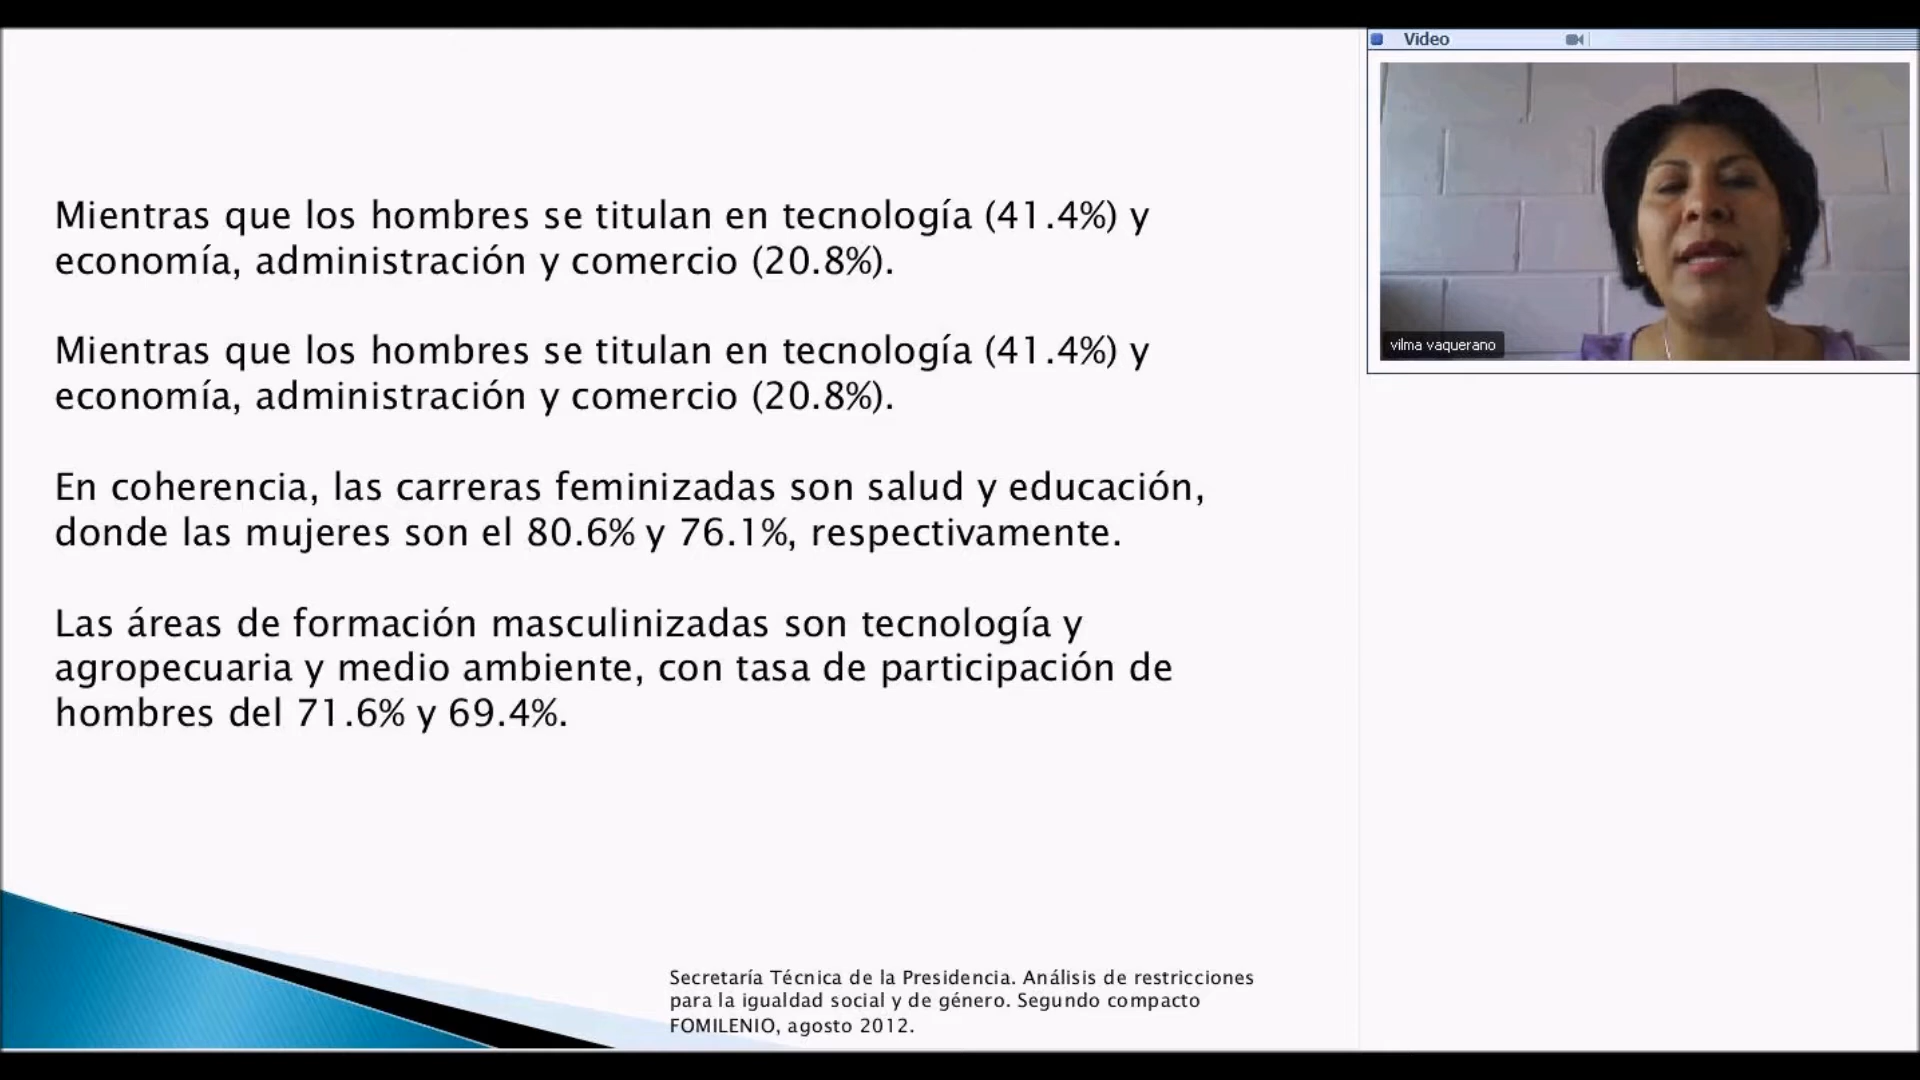 Mientras que los hombres se titulan en tecnología (41.4%) y
economía, administración y comercio (20.8%).
Mientras que los hombres se titulan en tecnología (41.4%) y
economía, administración y comercio (20.8%).
En coherencia, las carreras feminizadas son salud y educación,
donde las mujeres son el 80.6% y 76.1%, respectivamente.
Las áreas de formación masculinizadas son tecnología y
agropecuaria y medio ambiente, con tasa de participación de
hombres del 71.6% y 69.4%.
Secretaría Técnica de la Presidencia. Análisis de restricciones
para la igualdad social y de género. Segundo compacto
FOMILENIO, agosto 2012.
Video
vilma vaquerano